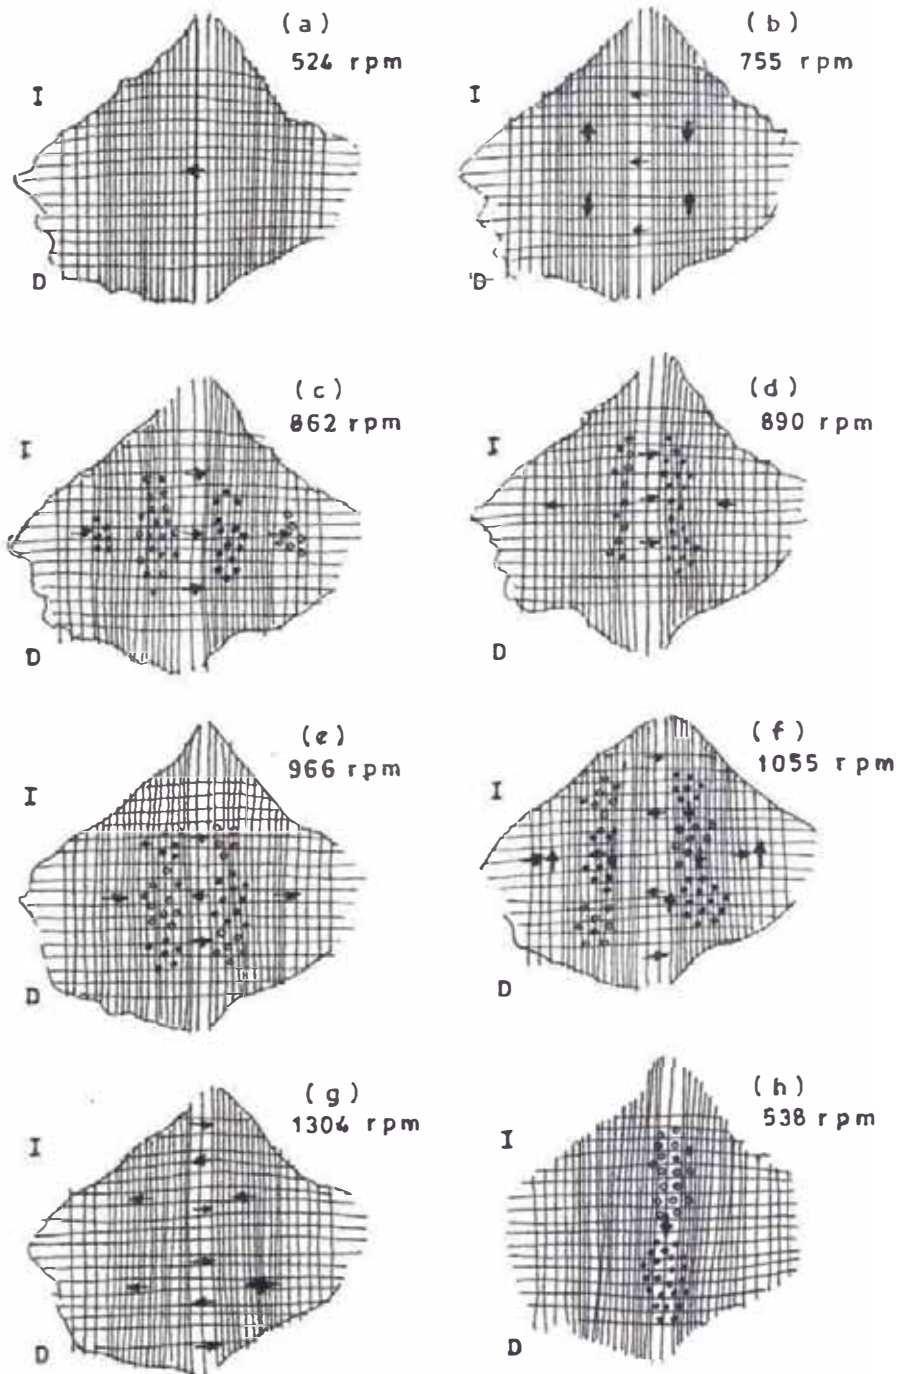 (a)
524 rpm
I
D
(b)
755 rpm
I
D
(c)
862 rpm
I
D
(d)
890 rpm
I
D
(e)
966 rpm
I
D
(f)
1055 rpm
I
D
(g)
1304 rpm
I
D
(h)
538 rpm
I
D